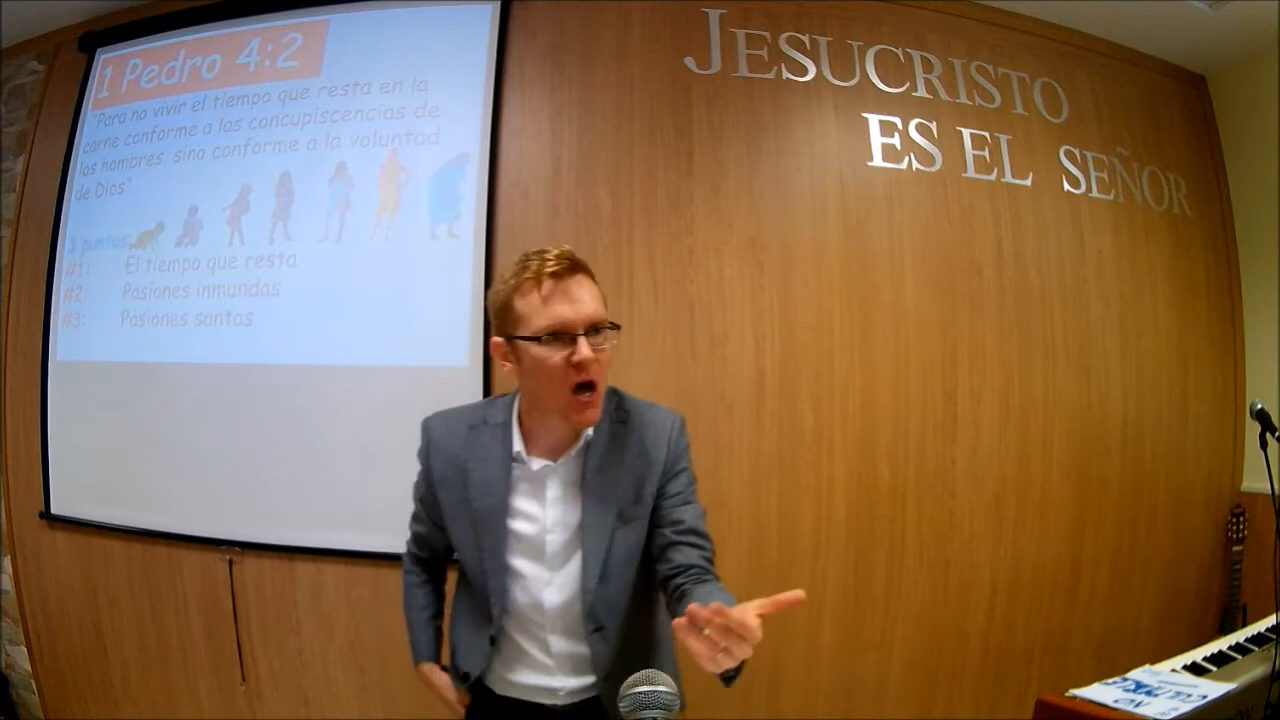 1 Pedro 4:2
"Para no vivir el tiempo que resta en la
carne conforme a las concupiscencias de
los hombres, sino conforme a la voluntad
de Dios"
3 puntos:
#1: El tiempo que resta
#2: Pasiones inmundas
#3: Pasiones santas
JESUCRISTO
ES EL SEÑOR
NO
CULPABLE